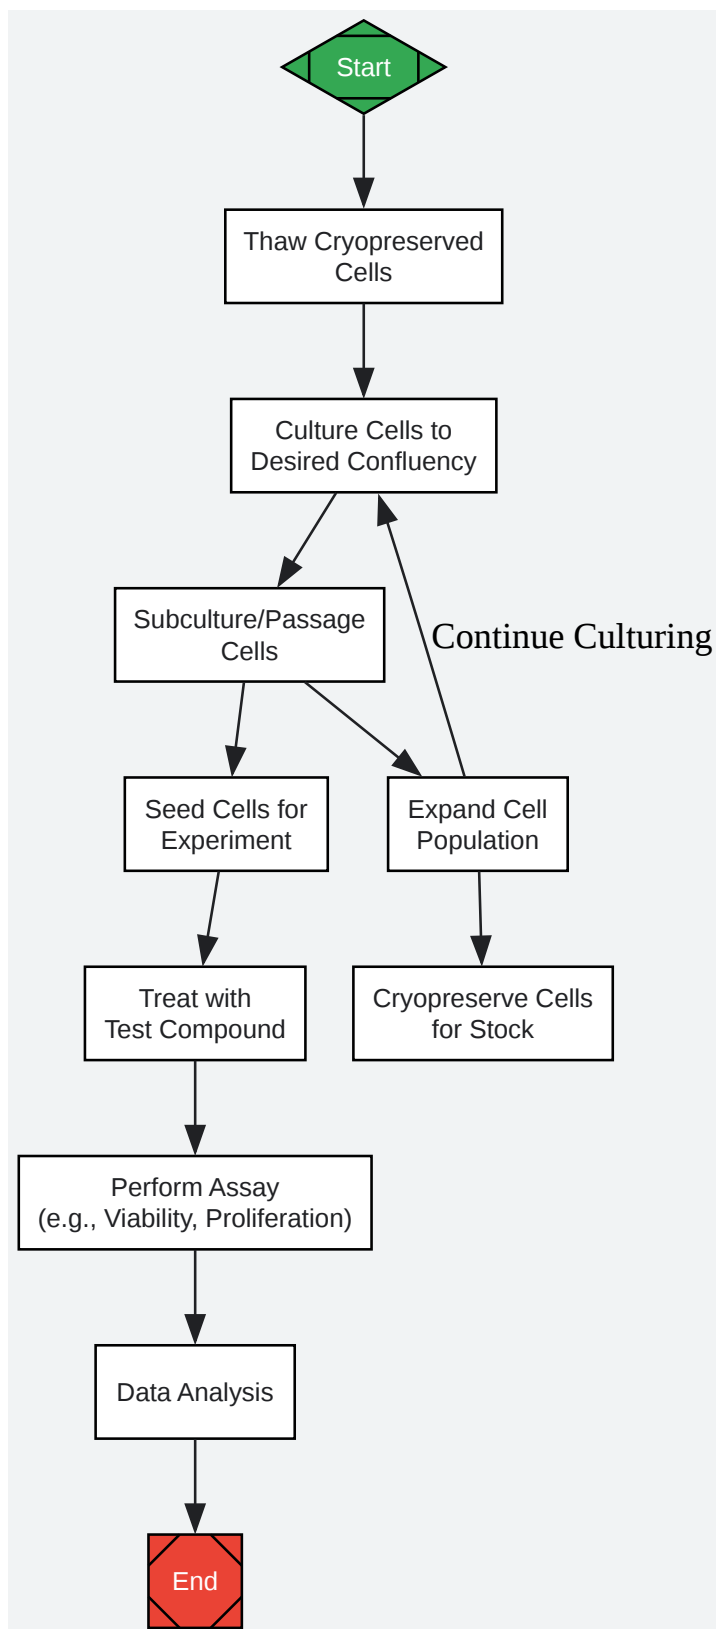 Start
Thaw Cryopreserved
Cells
Culture Cells to
Desired Confluency
Subculture/Passage
Cells
Continue Culturing
Seed Cells for
Experiment
Expand Cell
Population
Treat with
Test Compound
Cryopreserve Cells
for Stock
Perform Assay
(e.g., Viability, Proliferation)
Data Analysis
End